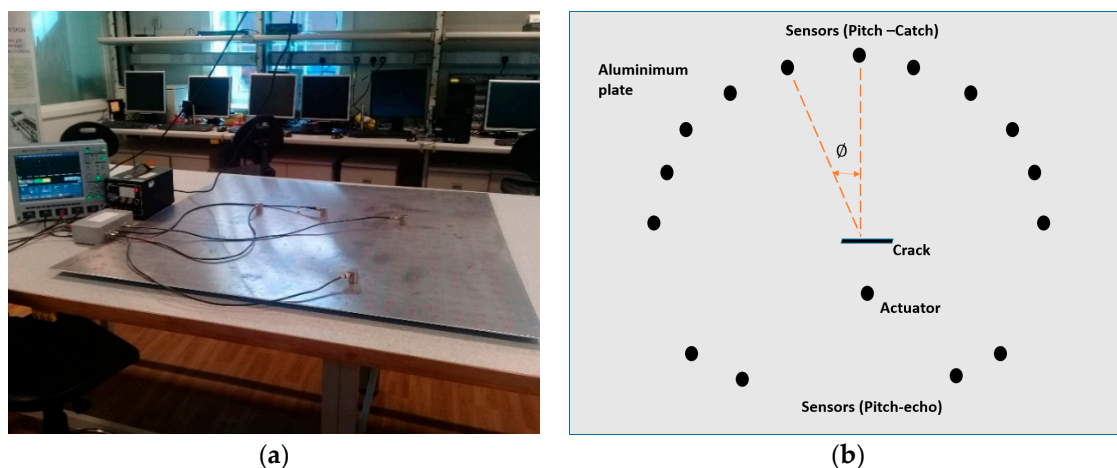 Sensors (Pitch –Catch)
Aluminimum
plate
Ø
Crack
Actuator
Sensors (Pitch-echo)
(a)
(b)